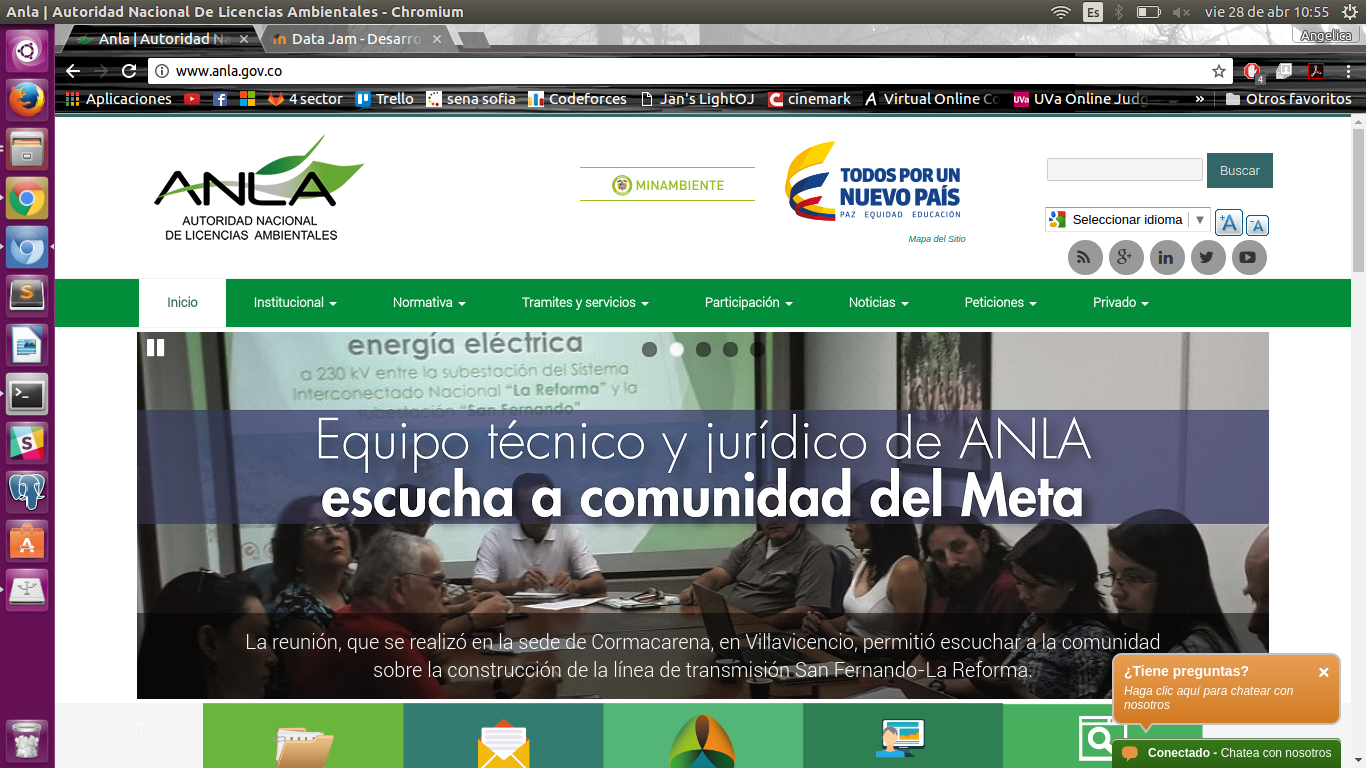 Anla | Autoridad Nacional De Licencias Ambientales - Chromium
Es
vie 28 de abr 10:55
Anla | Autoridad Na
Data Jam - Desarro
Angelica
www.anla.gov.co
4
Aplicaciones
4 sector
Trello
sena sofia
Codeforces
Jan's LightOJ
cinemark
Virtual Online Co
UVa Online Judg
»
Otros favoritos
ANLA
AUTORIDAD NACIONAL
DE LICENCIAS AMBIENTALES
MINAMBIENTE
TODOS POR UN
NUEVO PAÍS
PAZ EQUIDAD EDUCACIÓN
Mapa del Sitio
Buscar
Seleccionar idioma
+A
-A
Inicio
Institucional
Normativa
Tramites y servicios
Participación
Noticias
Peticiones
Privado
energía eléctrica
a 230 kV entre la subestación del Sistema
Interconectado Nacional “La Reforma” y la
subestación “San Fernando”
Equipo técnico y jurídico de ANLA
escucha a comunidad del Meta
La reunión, que se realizó en la sede de Cormacarena, en Villavicencio, permitió escuchar a la comunidad
sobre la construcción de la línea de transmisión San Fernando-La Reforma.
¿Tiene preguntas?
Haga clic aquí para chatear con
nosotros
Conectado - Chatea con nosotros